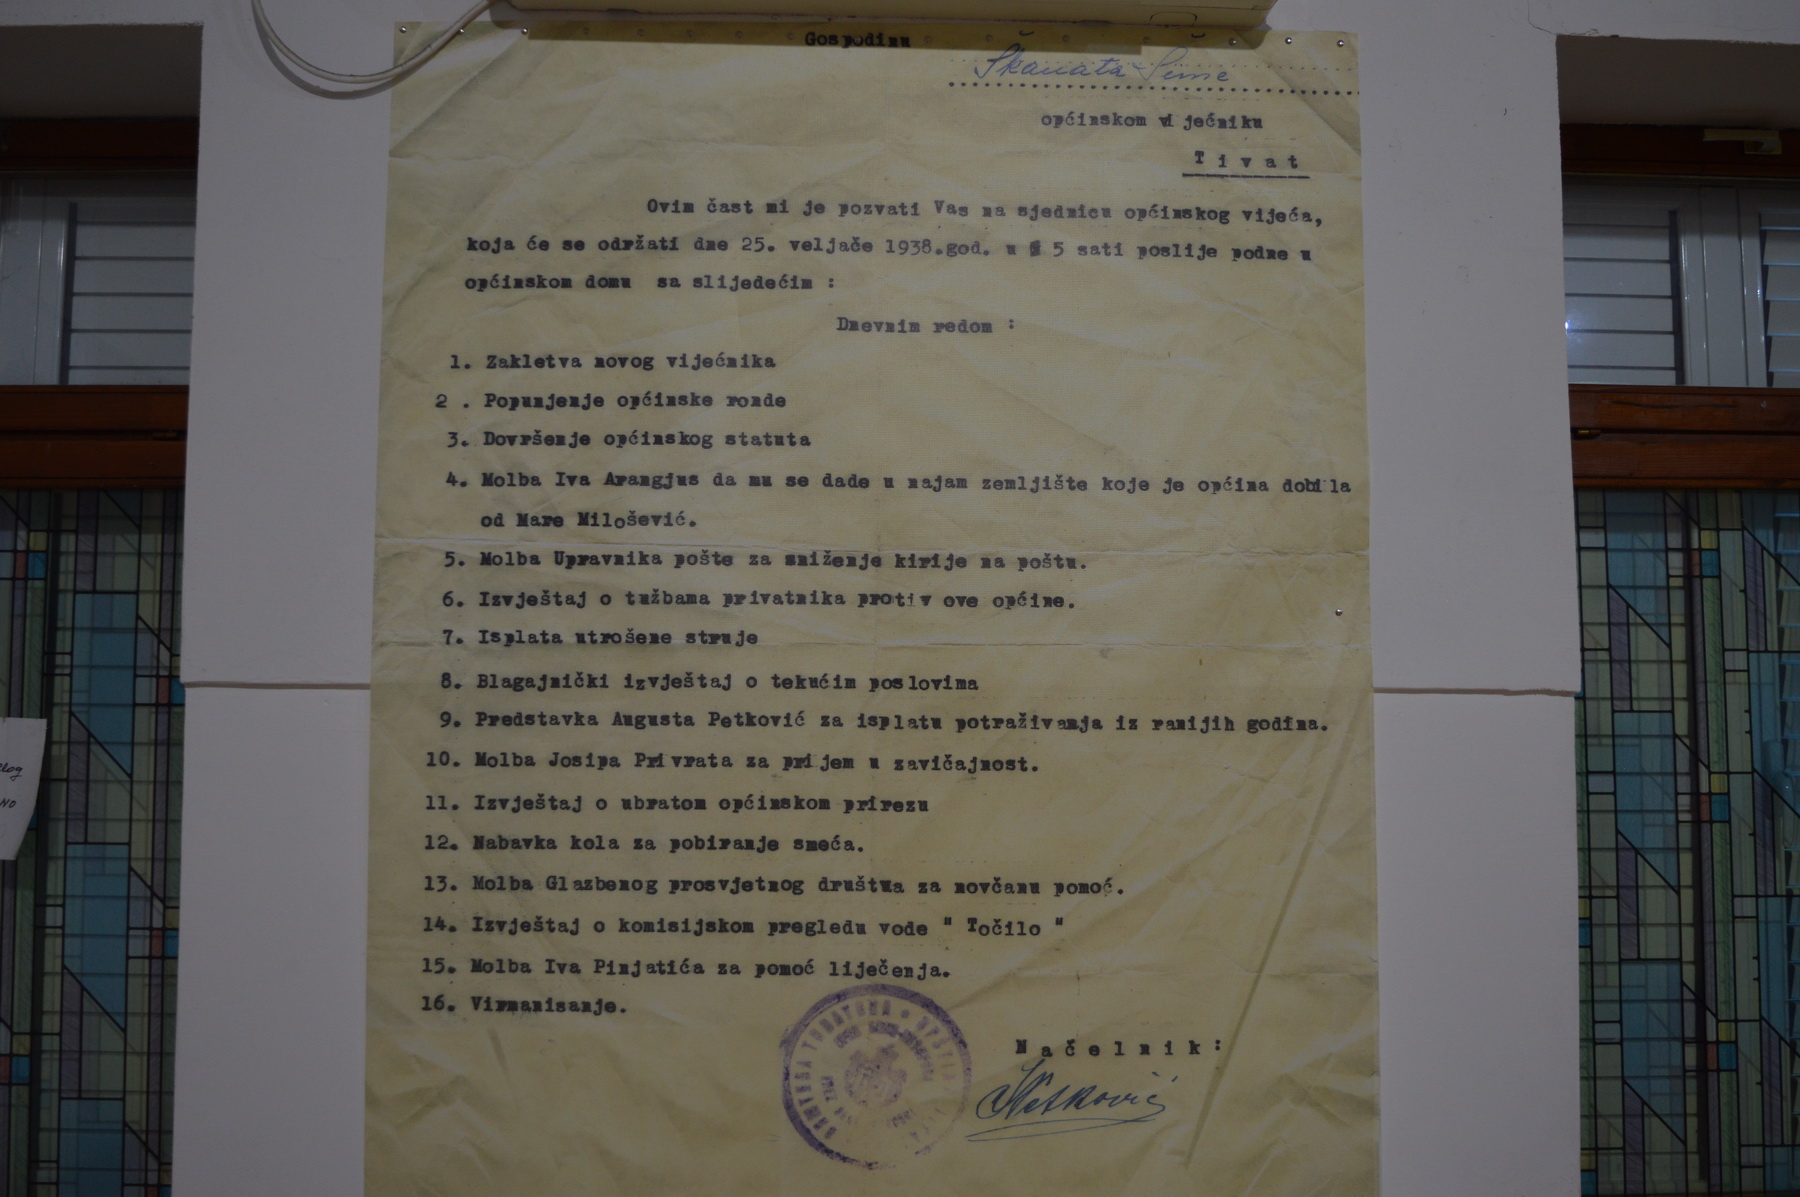 Gospodinu
Škanata Šime
općinskom vijećniku
Tivat
Ovim čast mi je pozvati Vas na sjednicu općinskog vijeća,
koja će se održati dne 25. veljače 1938.god. u 5 sati poslije podne u
općinskom domu sa slijedećim :
Dnevnim redom :
1. Zakletva novog vijećnika
2 . Popunjenje općinske ronde
3. Dovršenje općinskog statuta
4. Molba Iva Arangjus da mu se dade u najam zemljište koje je općina dobila
od Mare Milošević.
5. Molba Upravnika pošte za sniženje kirije na poštu.
6. Izvještaj o tužbama privatnika protiv ove općine.
7. Isplata utrošene struje
8. Blagajnički izvještaj o tekućim poslovima
9. Predstavka Augusta Petković za isplatu potraživanja iz ranijih godina.
10. Molba Josipa Privrata za prijem u zavičajnost.
11. Izvještaj o ubratom općinskom prirezu
12. Nabavka kola za pobiranje smeća.
13. Molba Glazbenog prosvjetnog društva za novčanu pomoć.
14. Izvještaj o komisijskom pregledu vode " Točilo "
15. Molba Iva Pinjatića za pomoć liječenja.
16. Virmanisanje.
Načelnik: